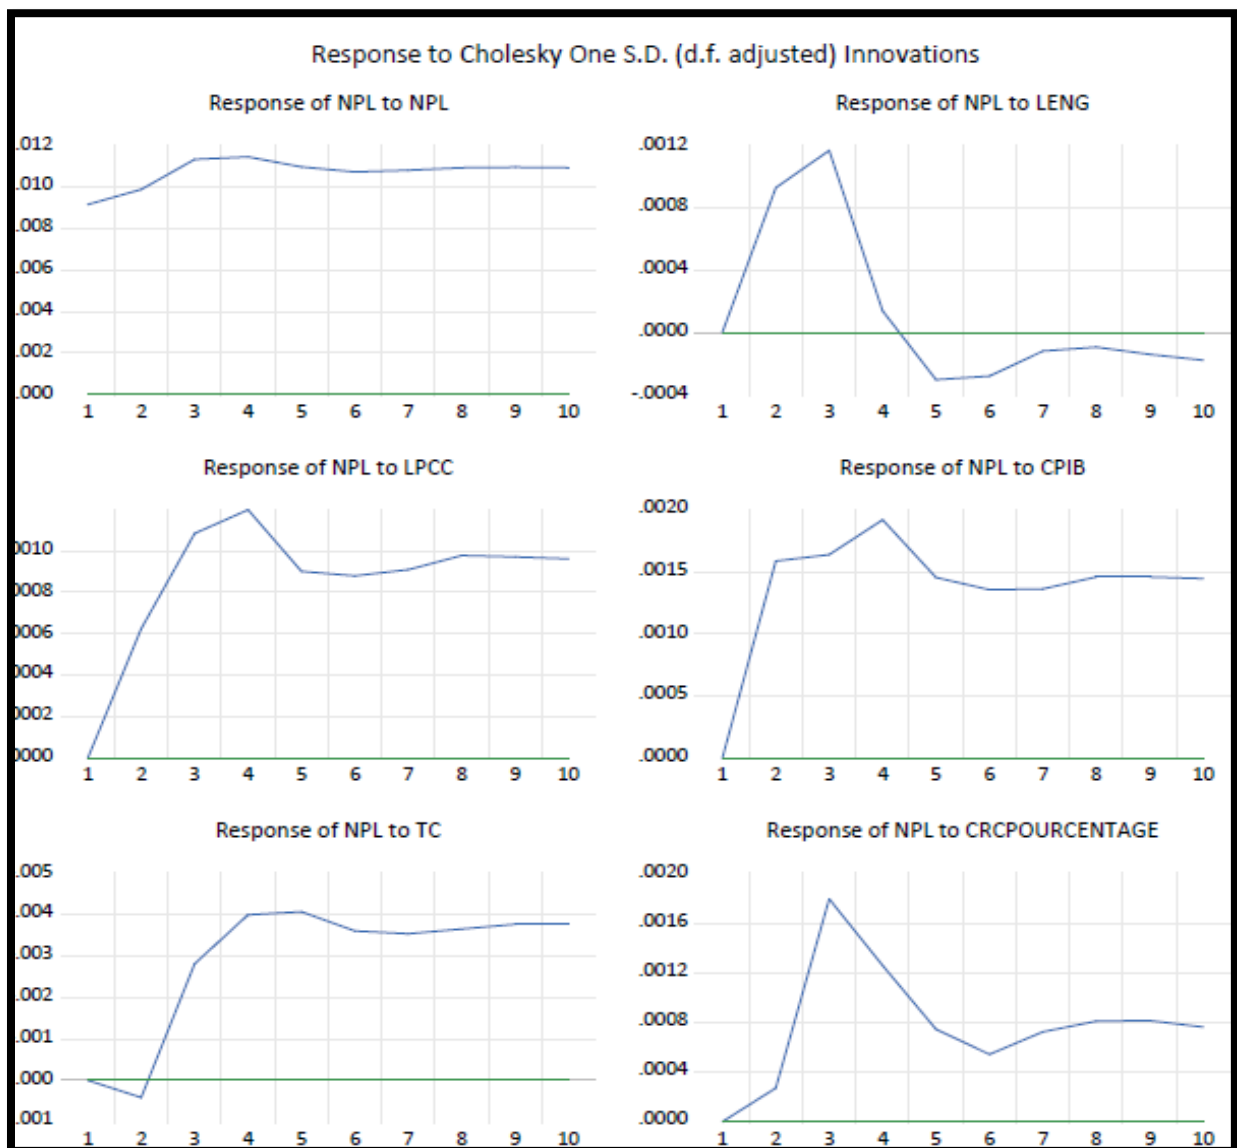 Response to Cholesky One S.D. (d.f. adjusted) Innovations
Response of NPL to NPL
.012
.010
.008
.006
.004
.002
.000
1 2 3 4 5 6 7 8 9 10
Response of NPL to LENG
.0012
.0008
.0004
.0000
-.0004
1 2 3 4 5 6 7 8 9 10
Response of NPL to LPCC
0010
0008
0006
0004
0002
0000
1 2 3 4 5 6 7 8 9 10
Response of NPL to CPIB
.0020
.0015
.0010
.0005
.0000
1 2 3 4 5 6 7 8 9 10
Response of NPL to TC
.005
.004
.003
.002
.001
.000
.001
1 2 3 4 5 6 7 8 9 10
Response of NPL to CRCPOURCENTAGE
.0020
.0016
.0012
.0008
.0004
.0000
1 2 3 4 5 6 7 8 9 10